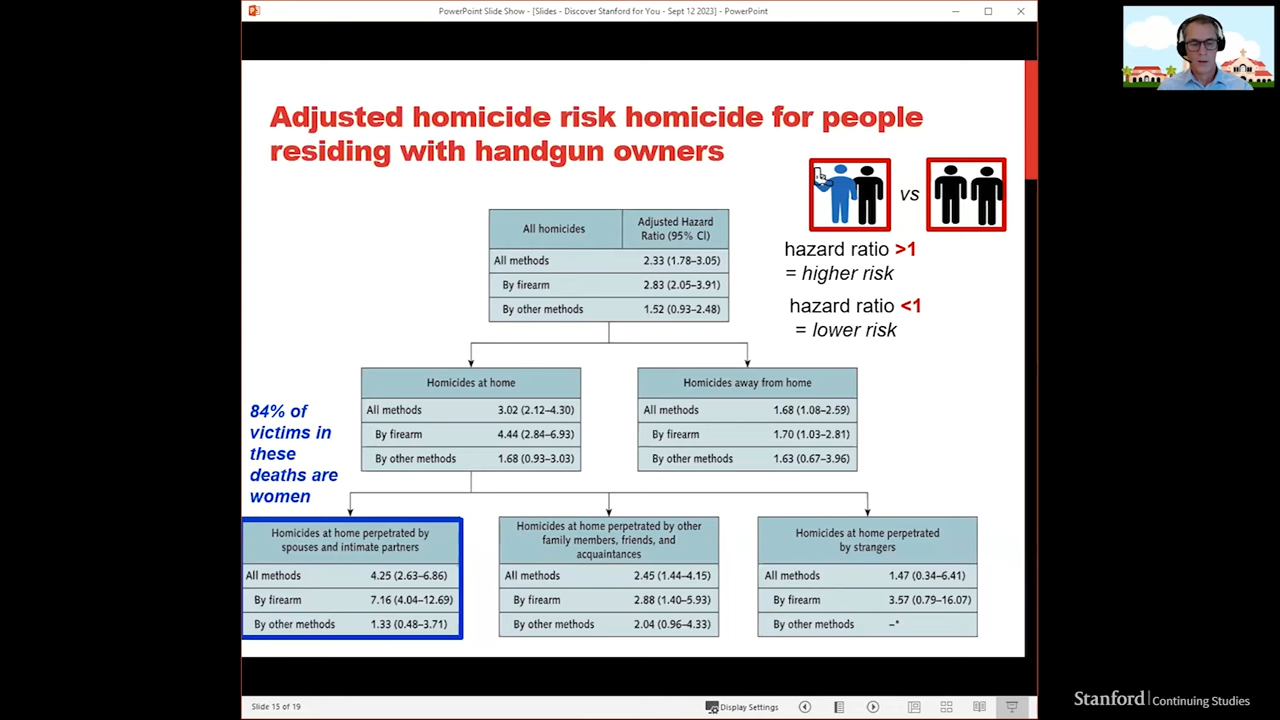 PowerPoint Slide Show - [Slides - Discover Stanford for You - Sept 12 2023] - PowerPoint
Adjusted homicide risk homicide for people
residing with handgun owners
vs
hazard ratio >1
= higher risk
hazard ratio <1
= lower risk
All homicides
Adjusted Hazard
Ratio (95% CI)
All methods 2.33 (1.78–3.05)
By firearm 2.83 (2.05–3.91)
By other methods 1.52 (0.93–2.48)
Homicides at home
All methods 3.02 (2.12–4.30)
By firearm 4.44 (2.84–6.93)
By other methods 1.68 (0.93–3.03)
Homicides away from home
All methods 1.68 (1.08–2.59)
By firearm 1.70 (1.03–2.81)
By other methods 1.63 (0.67–3.96)
84% of
victims in
these
deaths are
women
Homicides at home perpetrated by
spouses and intimate partners
All methods 4.25 (2.63–6.86)
By firearm 7.16 (4.04–12.69)
By other methods 1.33 (0.48–3.71)
Homicides at home perpetrated by other
family members, friends, and
acquaintances
All methods 2.45 (1.44–4.15)
By firearm 2.88 (1.40–5.93)
By other methods 2.04 (0.96–4.33)
Homicides at home perpetrated
by strangers
All methods 1.47 (0.34–6.41)
By firearm 3.57 (0.79–16.07)
By other methods –*
Slide 15 of 19
Display Settings
Stanford | Continuing Studies